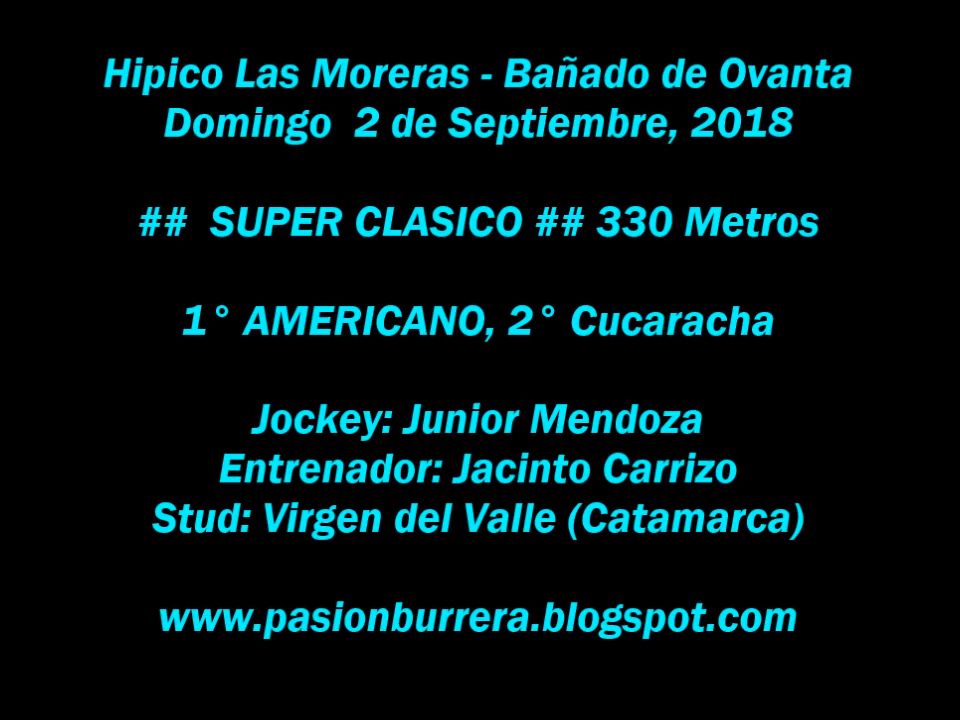 Hipico Las Moreras - Bañado de Ovanta
Domingo  2 de Septiembre, 2018
##  SUPER CLASICO ## 330 Metros
1° AMERICANO, 2° Cucaracha
Jockey: Junior Mendoza
Entrenador: Jacinto Carrizo
Stud: Virgen del Valle (Catamarca)
www.pasionburrera.blogspot.com